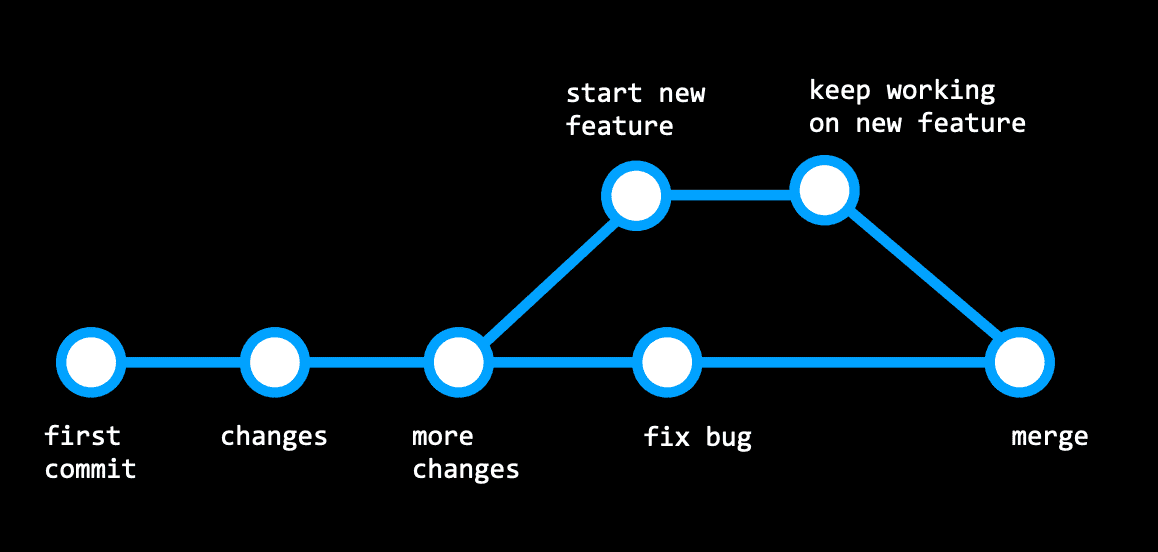 start new
feature
keep working
on new feature
first
commit
changes
more
changes
fix bug
merge